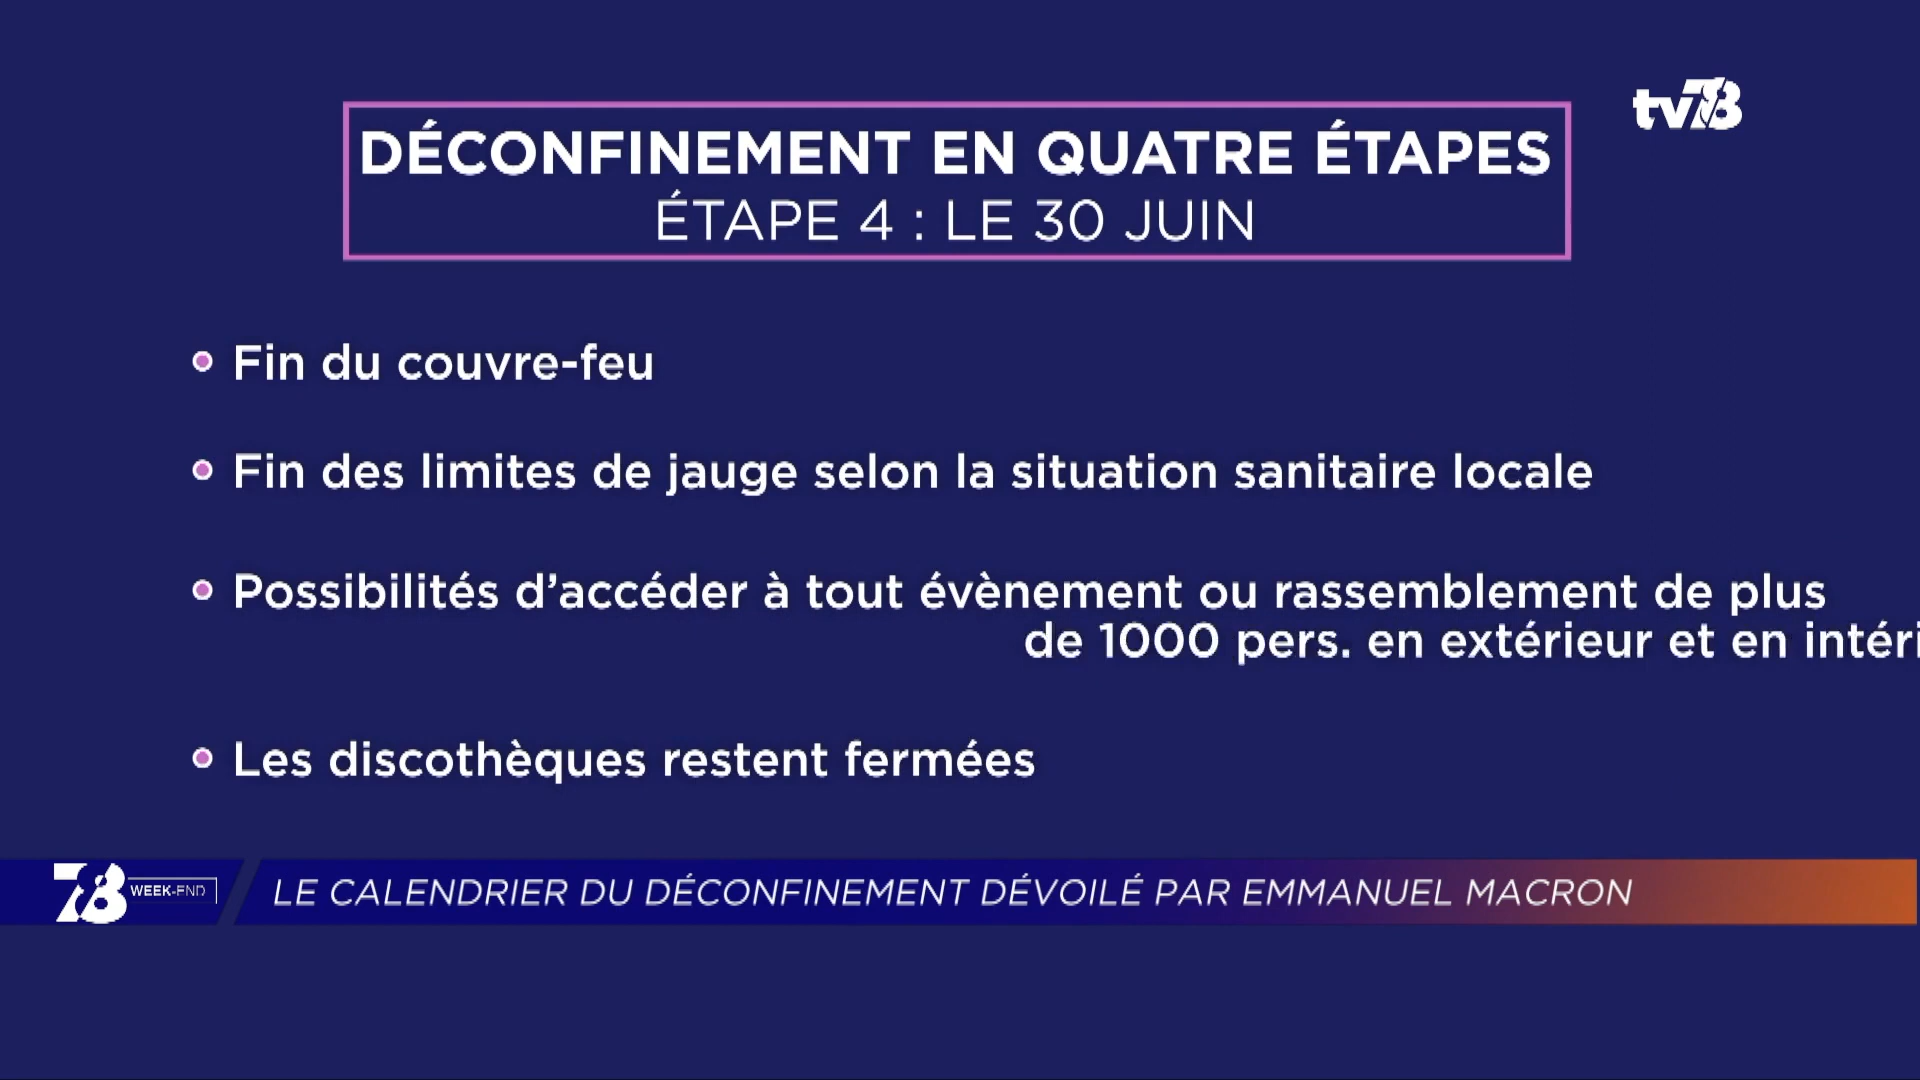 tv78
DÉCONFINEMENT EN QUATRE ÉTAPES
ÉTAPE 4 : LE 30 JUIN
Fin du couvre-feu
Fin des limites de jauge selon la situation sanitaire locale
Possibilités d’accéder à tout évènement ou rassemblement de plus
de 1000 pers. en extérieur et en intéri
Les discothèques restent fermées
78 WEEK-END
LE CALENDRIER DU DÉCONFINEMENT DÉVOILÉ PAR EMMANUEL MACRON